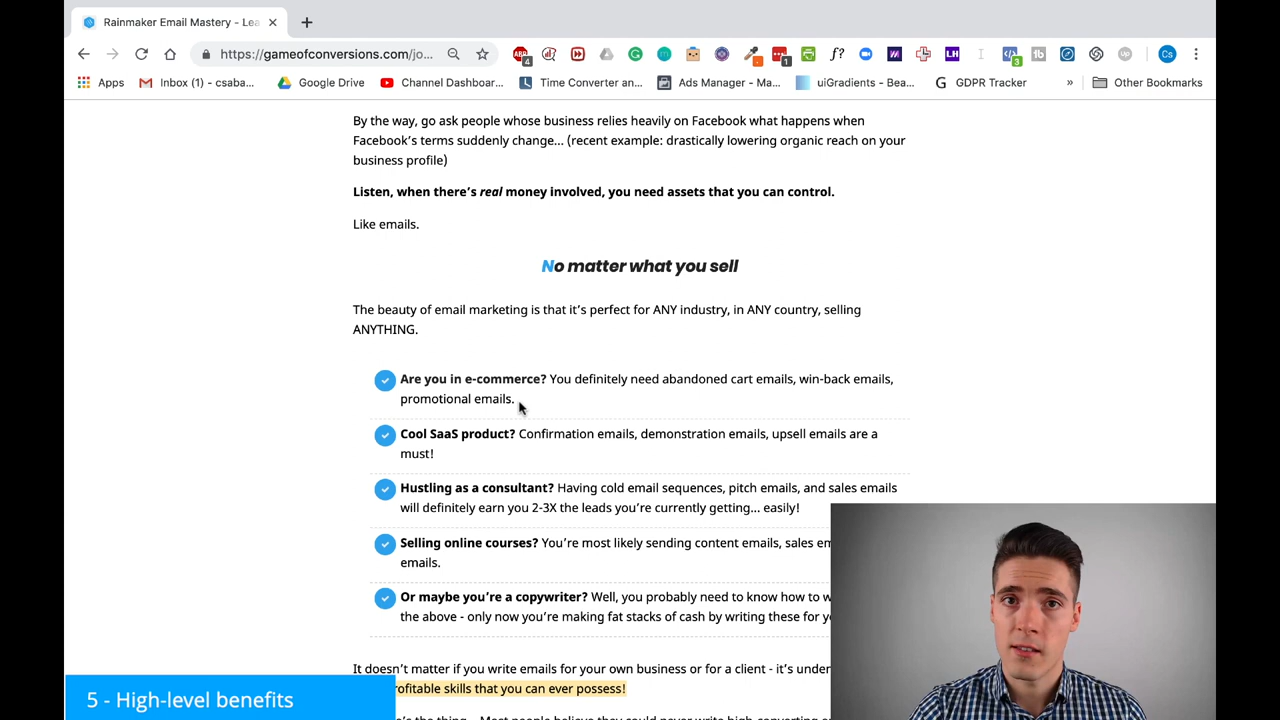 Rainmaker Email Mastery - Lea
https://gameofconversions.com/jo...
4
f?
1
LH
1b
3
Up
Cs
Apps
Inbox (1) - csaba...
Google Drive
Channel Dashboar...
Time Converter an...
Ads Manager - Ma...
uiGradients - Bea...
GDPR Tracker
»
Other Bookmarks
By the way, go ask people whose business relies heavily on Facebook what happens when
Facebook's terms suddenly change... (recent example: drastically lowering organic reach on your
business profile)
Listen, when there's real money involved, you need assets that you can control.
Like emails.
No matter what you sell
The beauty of email marketing is that it's perfect for ANY industry, in ANY country, selling
ANYTHING.
Are you in e-commerce? You definitely need abandoned cart emails, win-back emails,
promotional emails.
Cool SaaS product? Confirmation emails, demonstration emails, upsell emails are a
must!
Hustling as a consultant? Having cold email sequences, pitch emails, and sales emails
will definitely earn you 2-3X the leads you're currently getting... easily!
Selling online courses? You're most likely sending content emails, sales em
emails.
Or maybe you're a copywriter? Well, you probably need to know how to w
the above - only now you're making fat stacks of cash by writing these for y
It doesn't matter if you write emails for your own business or for a client - it's under
rofitable skills that you can ever possess!
5 - High-level benefits